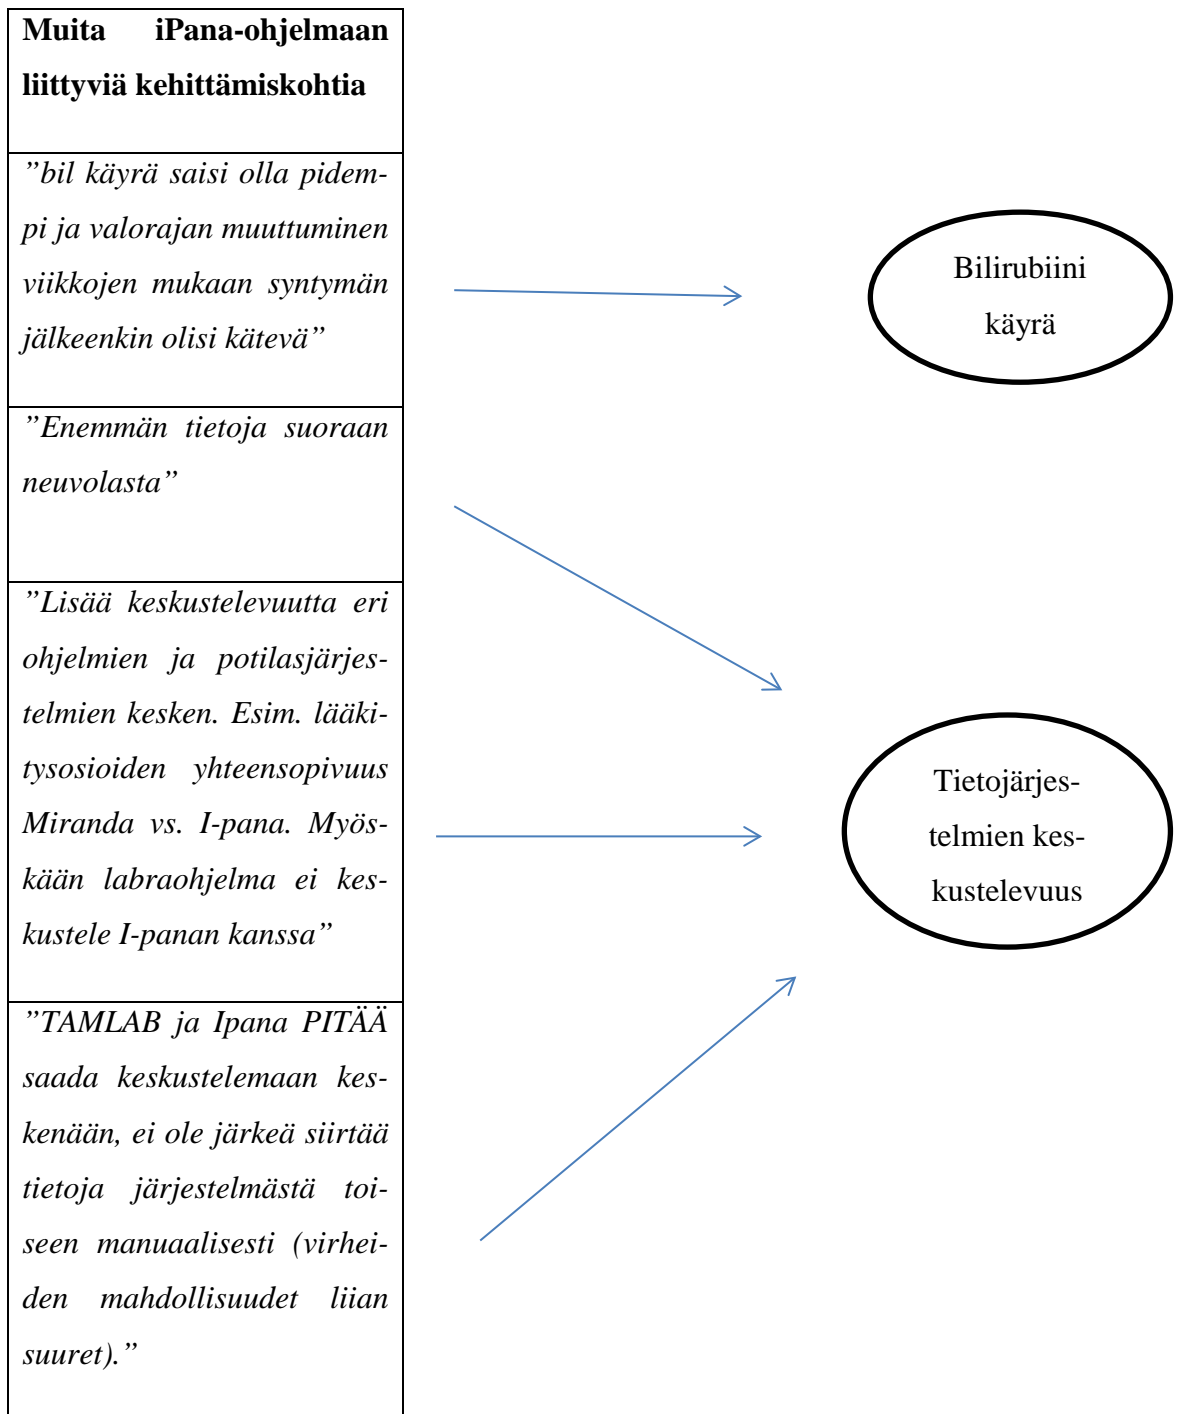 Muita iPana-ohjelmaan
liittyviä kehittämiskohtia
”bil käyrä saisi olla pidem-
pi ja valorajan muuttuminen
viikkojen mukaan syntymän
jälkeenkin olisi kätevä”
”Enemmän tietoja suoraan
neuvolasta”
”Lisää keskustelevuutta eri
ohjelmien ja potilasjärjes-
telmien kesken. Esim. lääki-
tysosioiden yhteensopivuus
Miranda vs. I-pana. Myös-
kään labraohjelma ei kes-
kustele I-panan kanssa”
”TAMLAB ja Ipana PITÄÄ
saada keskustelemaan kes-
kenään, ei ole järkeä siirtää
tietoja järjestelmästä toi-
seen manuaalisesti (virhei-
den mahdollisuudet liian
suuret).”
Bilirubiini
käyrä
Tietojärjes-
telmien kes-
kustelevuus